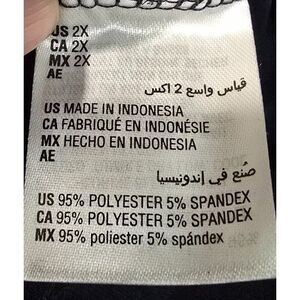 US 2X
CA 2X
MX 2X
AE
قياس واسع 2 اكس
US MADE IN INDONESIA
CA FABRIQUÉ EN INDONÉSIE
MX HECHO EN INDONESIA
AE
صُنع في إندونيسيا
US 95% POLYESTER 5% SPANDEX
CA 95% POLYESTER 5% SPANDEX
MX 95% poliester 5% spándex